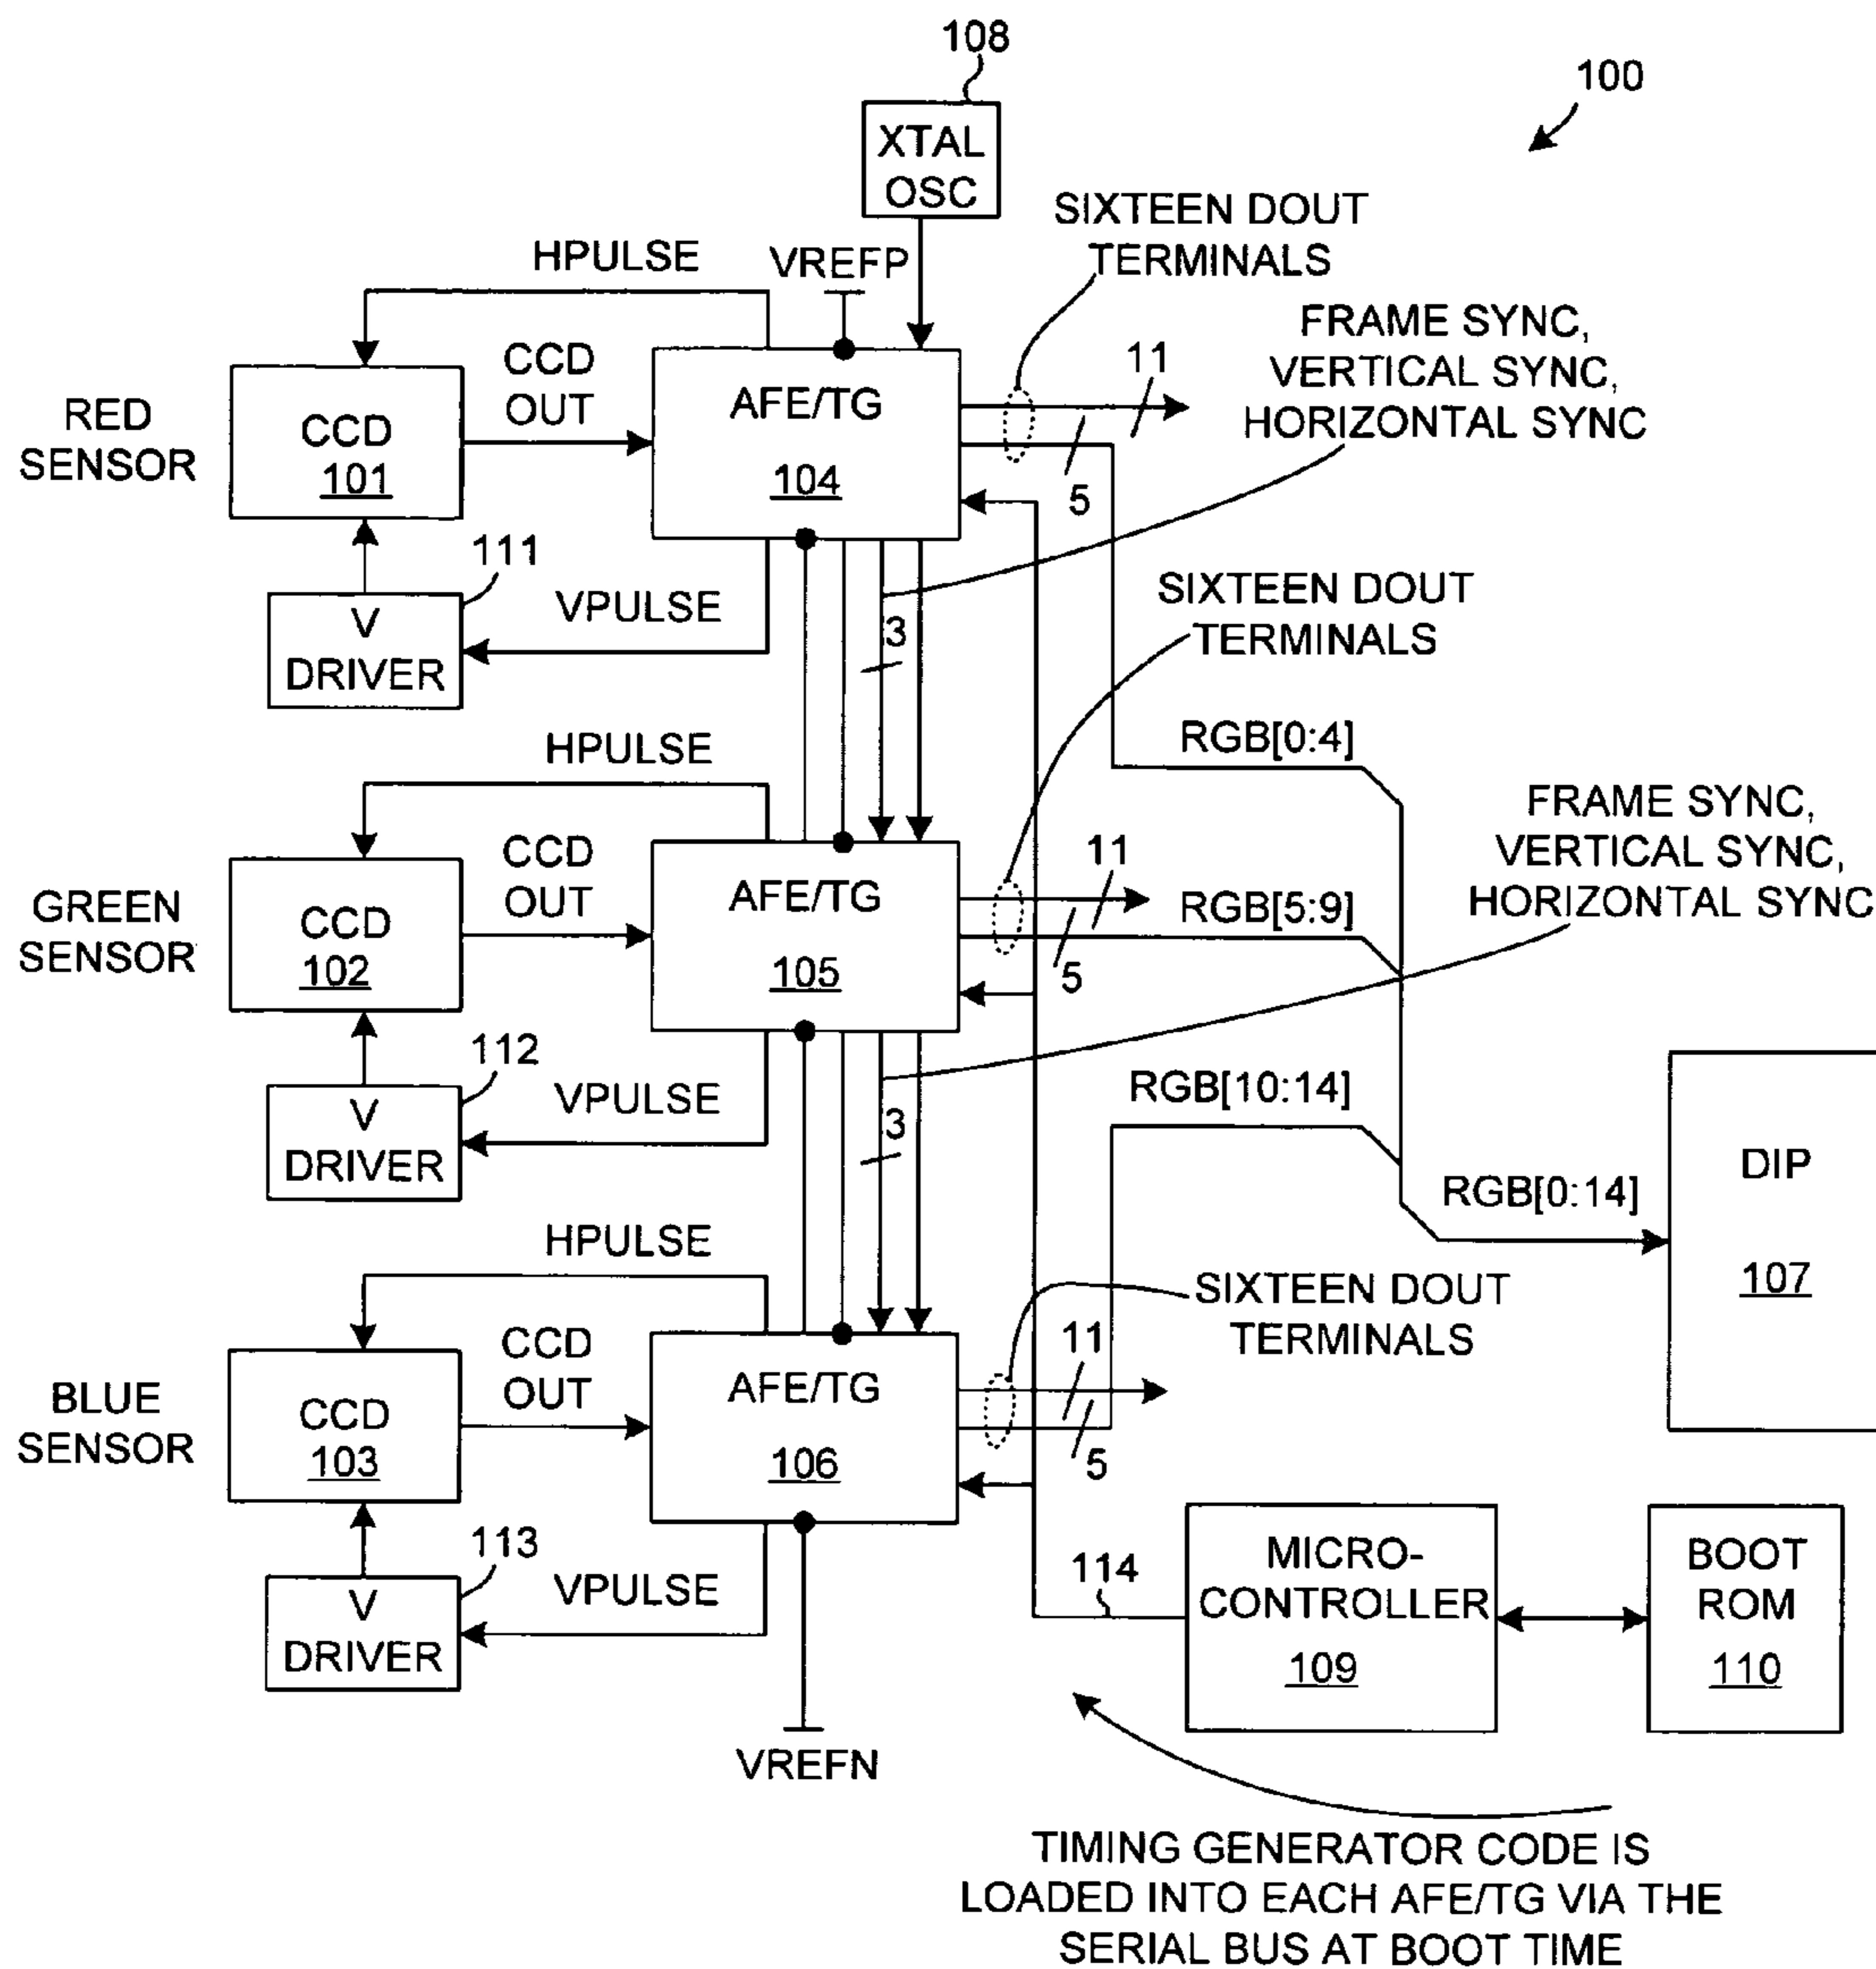 108
100
XTAL
OSC
SIXTEEN DOUT
TERMINALS
HPULSE
VREFP
FRAME SYNC,
VERTICAL SYNC,
HORIZONTAL SYNC
RED
SENSOR
CCD
101
CCD
OUT
AFE/TG
104
11
5
111
V
DRIVER
VPULSE
3
SIXTEEN DOUT
TERMINALS
RGB[0:4]
HPULSE
FRAME SYNC,
VERTICAL SYNC,
HORIZONTAL SYNC
GREEN
SENSOR
CCD
102
CCD
OUT
AFE/TG
105
11
5
RGB[5:9]
112
V
DRIVER
VPULSE
3
RGB[10:14]
RGB[0:14]
DIP
107
HPULSE
SIXTEEN DOUT
TERMINALS
BLUE
SENSOR
CCD
103
CCD
OUT
AFE/TG
106
11
5
113
V
DRIVER
VPULSE
VREFN
114
MICRO-
CONTROLLER
109
BOOT
ROM
110
TIMING GENERATOR CODE IS
LOADED INTO EACH AFE/TG VIA THE
SERIAL BUS AT BOOT TIME